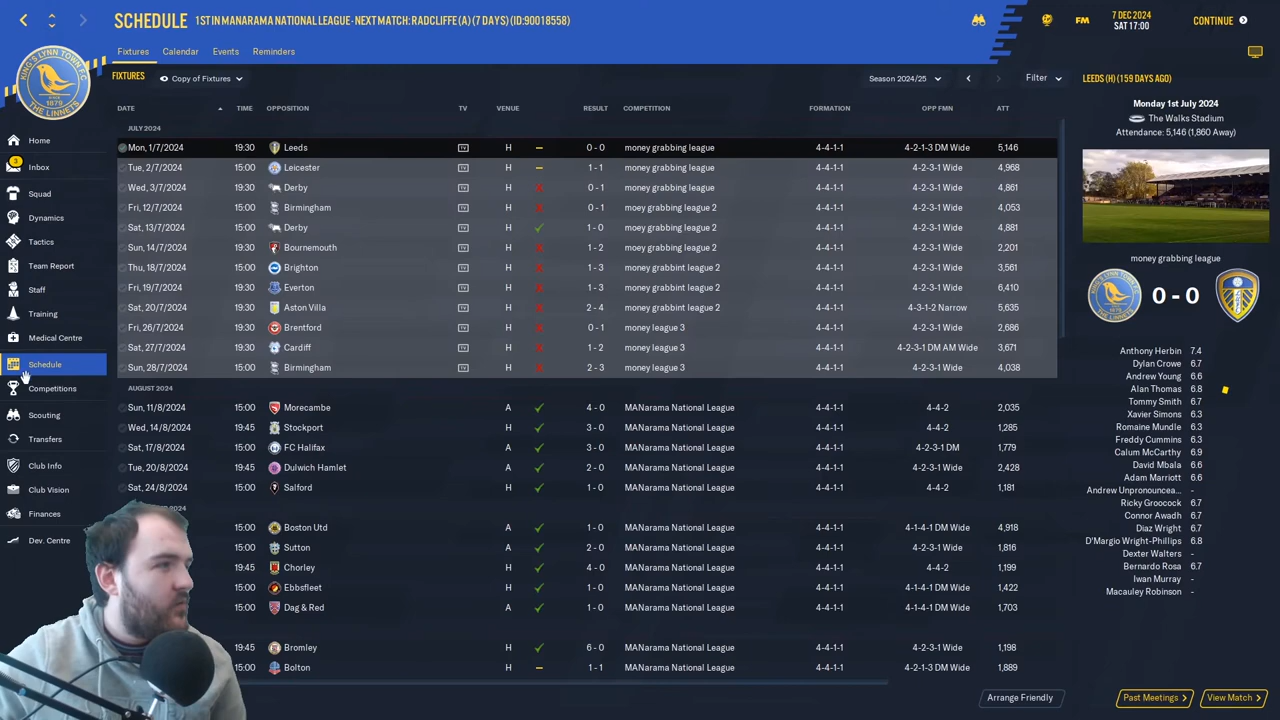 SCHEDULE
1ST IN MANARAMA NATIONAL LEAGUE - NEXT MATCH: RADCLIFFE (A) (7 DAYS) (ID:90018558)
FM
7 DEC 2024
SAT 17:00
CONTINUE
Fixtures Calendar Events Reminders
FIXTURES Copy of Fixtures Season 2024/25 Filter
DATE TIME OPPOSITION TV VENUE RESULT COMPETITION FORMATION OPP FMN ATT
JULY 2024
Mon, 1/7/2024 19.30 Leeds TV H 0 - 0 money grabbing league 4-4-1-1 4-2-1-3 DM Wide 5,146
Tue, 2/7/2024 15:00 Leicester TV H 1 - 1 money grabbing league 4-4-1-1 4-2-3-1 Wide 4,968
Wed, 3/7/2024 19:30 Derby TV H 0 - 1 money grabbing league 4-4-1-1 4-2-3-1 Wide 4,861
Fri, 12/7/2024 15:00 Birmingham TV H 0 - 1 moey grabbing league 2 4-4-1-1 4-2-3-1 Wide 4,053
Sat, 13/7/2024 15:00 Derby TV H 1 - 0 moey grabbing league 2 4-4-1-1 4-2-3-1 Wide 4,881
Sun, 14/7/2024 19:30 Bournemouth TV H 1 - 2 moey grabbing league 2 4-4-1-1 4-2-3-1 Wide 2,201
Thu, 18/7/2024 15:00 Brighton TV H 1 - 3 money grabbint league 2 4-4-1-1 4-2-3-1 Wide 3,561
Fri, 19/7/2024 19:30 Everton TV H 1 - 3 money grabbint league 2 4-4-1-1 4-2-3-1 Wide 6,410
Sat, 20/7/2024 19:30 Aston Villa TV H 2 - 4 money grabbint league 2 4-4-1-1 4-3-1-2 Narrow 5,635
Fri, 26/7/2024 19:30 Brentford TV H 0 - 1 money league 3 4-4-1-1 4-2-3-1 Wide 2,686
Sat, 27/7/2024 19:30 Cardiff TV H 1 - 2 money league 3 4-4-1-1 4-2-3-1 DM AM Wide 3,671
Sun, 28/7/2024 15:00 Birmingham TV H 2 - 3 money league 3 4-4-1-1 4-2-3-1 Wide 4,038
AUGUST 2024
Sun, 11/8/2024 15:00 Morecambe A 4 - 0 MANarama National League 4-4-1-1 4-4-2 2,035
Wed, 14/8/2024 19:45 Stockport H 3 - 0 MANarama National League 4-4-1-1 4-4-2 1,285
Sat, 17/8/2024 15:00 FC Halifax A 3 - 0 MANarama National League 4-4-1-1 4-2-3-1 DM 1,779
Tue, 20/8/2024 19:45 Dulwich Hamlet A 2 - 0 MANarama National League 4-4-1-1 4-2-3-1 Wide 2,428
Sat, 24/8/2024 15:00 Salford H 1 - 0 MANarama National League 4-4-1-1 4-4-2 1,181
2024
15:00 Boston Utd A 1 - 0 MANarama National League 4-4-1-1 4-1-4-1 DM Wide 4,918
15:00 Sutton A 2 - 0 MANarama National League 4-4-1-1 4-2-3-1 Wide 1,816
19:45 Chorley H 4 - 0 MANarama National League 4-4-1-1 4-4-2 1,199
15:00 Ebbsfleet H 1 - 0 MANarama National League 4-4-1-1 4-1-4-1 DM Wide 1,422
15:00 Dag & Red A 1 - 0 MANarama National League 4-4-1-1 4-1-4-1 DM Wide 1,703
19:45 Bromley H 6 - 0 MANarama National League 4-4-1-1 4-2-3-1 Wide 1,198
15:00 Bolton H 1 - 1 MANarama National League 4-4-1-1 4-2-1-3 DM Wide 1,889
KING'S LYNN TOWN F.C
1879
THE LINNETS
Home
3
Inbox
Squad
Dynamics
Tactics
Team Report
Staff
Training
Medical Centre
Schedule
Competitions
Scouting
Transfers
Club Info
Club Vision
Finances
Dev. Centre
LEEDS (H) (159 DAYS AGO)
Monday 1st July 2024
The Walks Stadium
Attendance: 5,146 (1,860 Away)
money grabbing league
0 - 0
Anthony Herbin 7.4
Dylan Crowe 6.7
Andrew Young 6.6
Alan Thomas 6.8
Tommy Smith 6.7
Xavier Simons 6.3
Romaine Mundle 6.3
Freddy Cummins 6.3
Calum McCarthy 6.9
David Mbala 6.6
Adam Marriott 6.6
Andrew Unpronouncea... -
Ricky Groocock 6.7
Connor Awadh 6.7
Diaz Wright 6.7
D'Margio Wright-Phillips 6.8
Dexter Walters -
Bernardo Rosa 6.7
Iwan Murray -
Macauley Robinson -
Arrange Friendly
Past Meetings
View Match